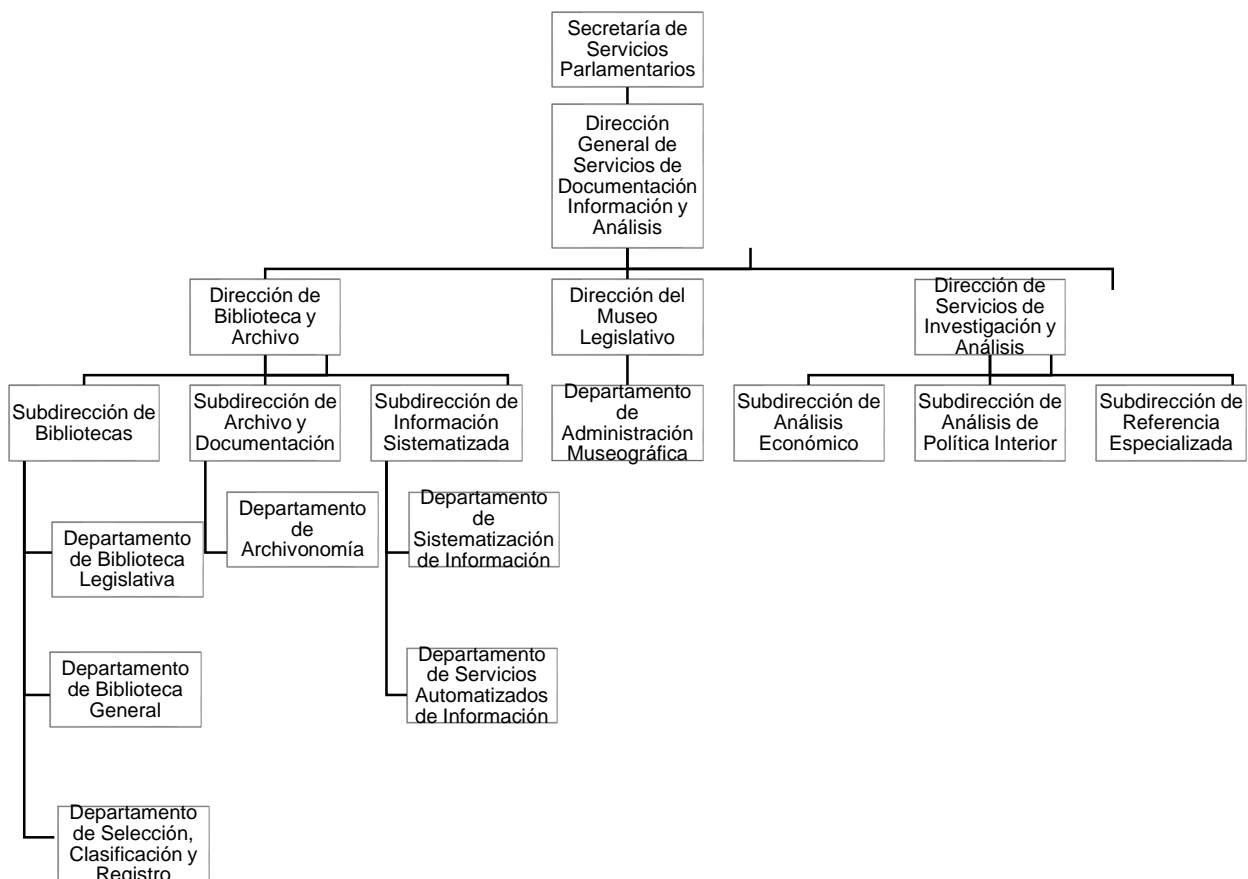 Secretaría de
Servicios
Parlamentarios
Dirección
General de
Servicios de
Documentación
Información y
Análisis
Dirección de
Biblioteca y
Archivo
Dirección del
Museo
Legislativo
Dirección de
Servicios de
Investigación y
Análisis
Subdirección de
Bibliotecas
Subdirección de
Archivo y
Documentación
Subdirección de
Información
Sistematizada
Departamento
de
Administración
Museográfica
Subdirección de
Análisis
Económico
Subdirección de
Análisis de
Política Interior
Subdirección de
Referencia
Especializada
Departamento
de Biblioteca
Legislativa
Departamento
de
Archivonomía
Departamento
de
Sistematización
de Información
Departamento
de Biblioteca
General
Departamento
de Servicios
Automatizados
de Información
Departamento
de Selección,
Clasificación y
Registro